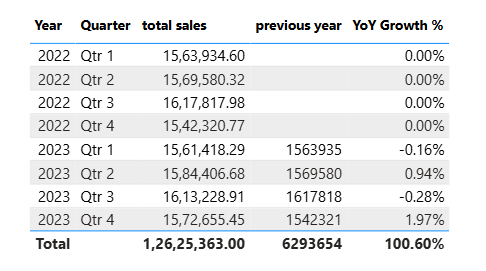 Year Quarter total sales previous year YoY Growth %
2022 Qtr 1 15,63,934.60 0.00%
2022 Qtr 2 15,69,580.32 0.00%
2022 Qtr 3 16,17,817.98 0.00%
2022 Qtr 4 15,42,320.77 0.00%
2023 Qtr 1 15,61,418.29 1563935 -0.16%
2023 Qtr 2 15,84,406.68 1569580 0.94%
2023 Qtr 3 16,13,228.91 1617818 -0.28%
2023 Qtr 4 15,72,655.45 1542321 1.97%
Total 1,26,25,363.00 6293654 100.60%